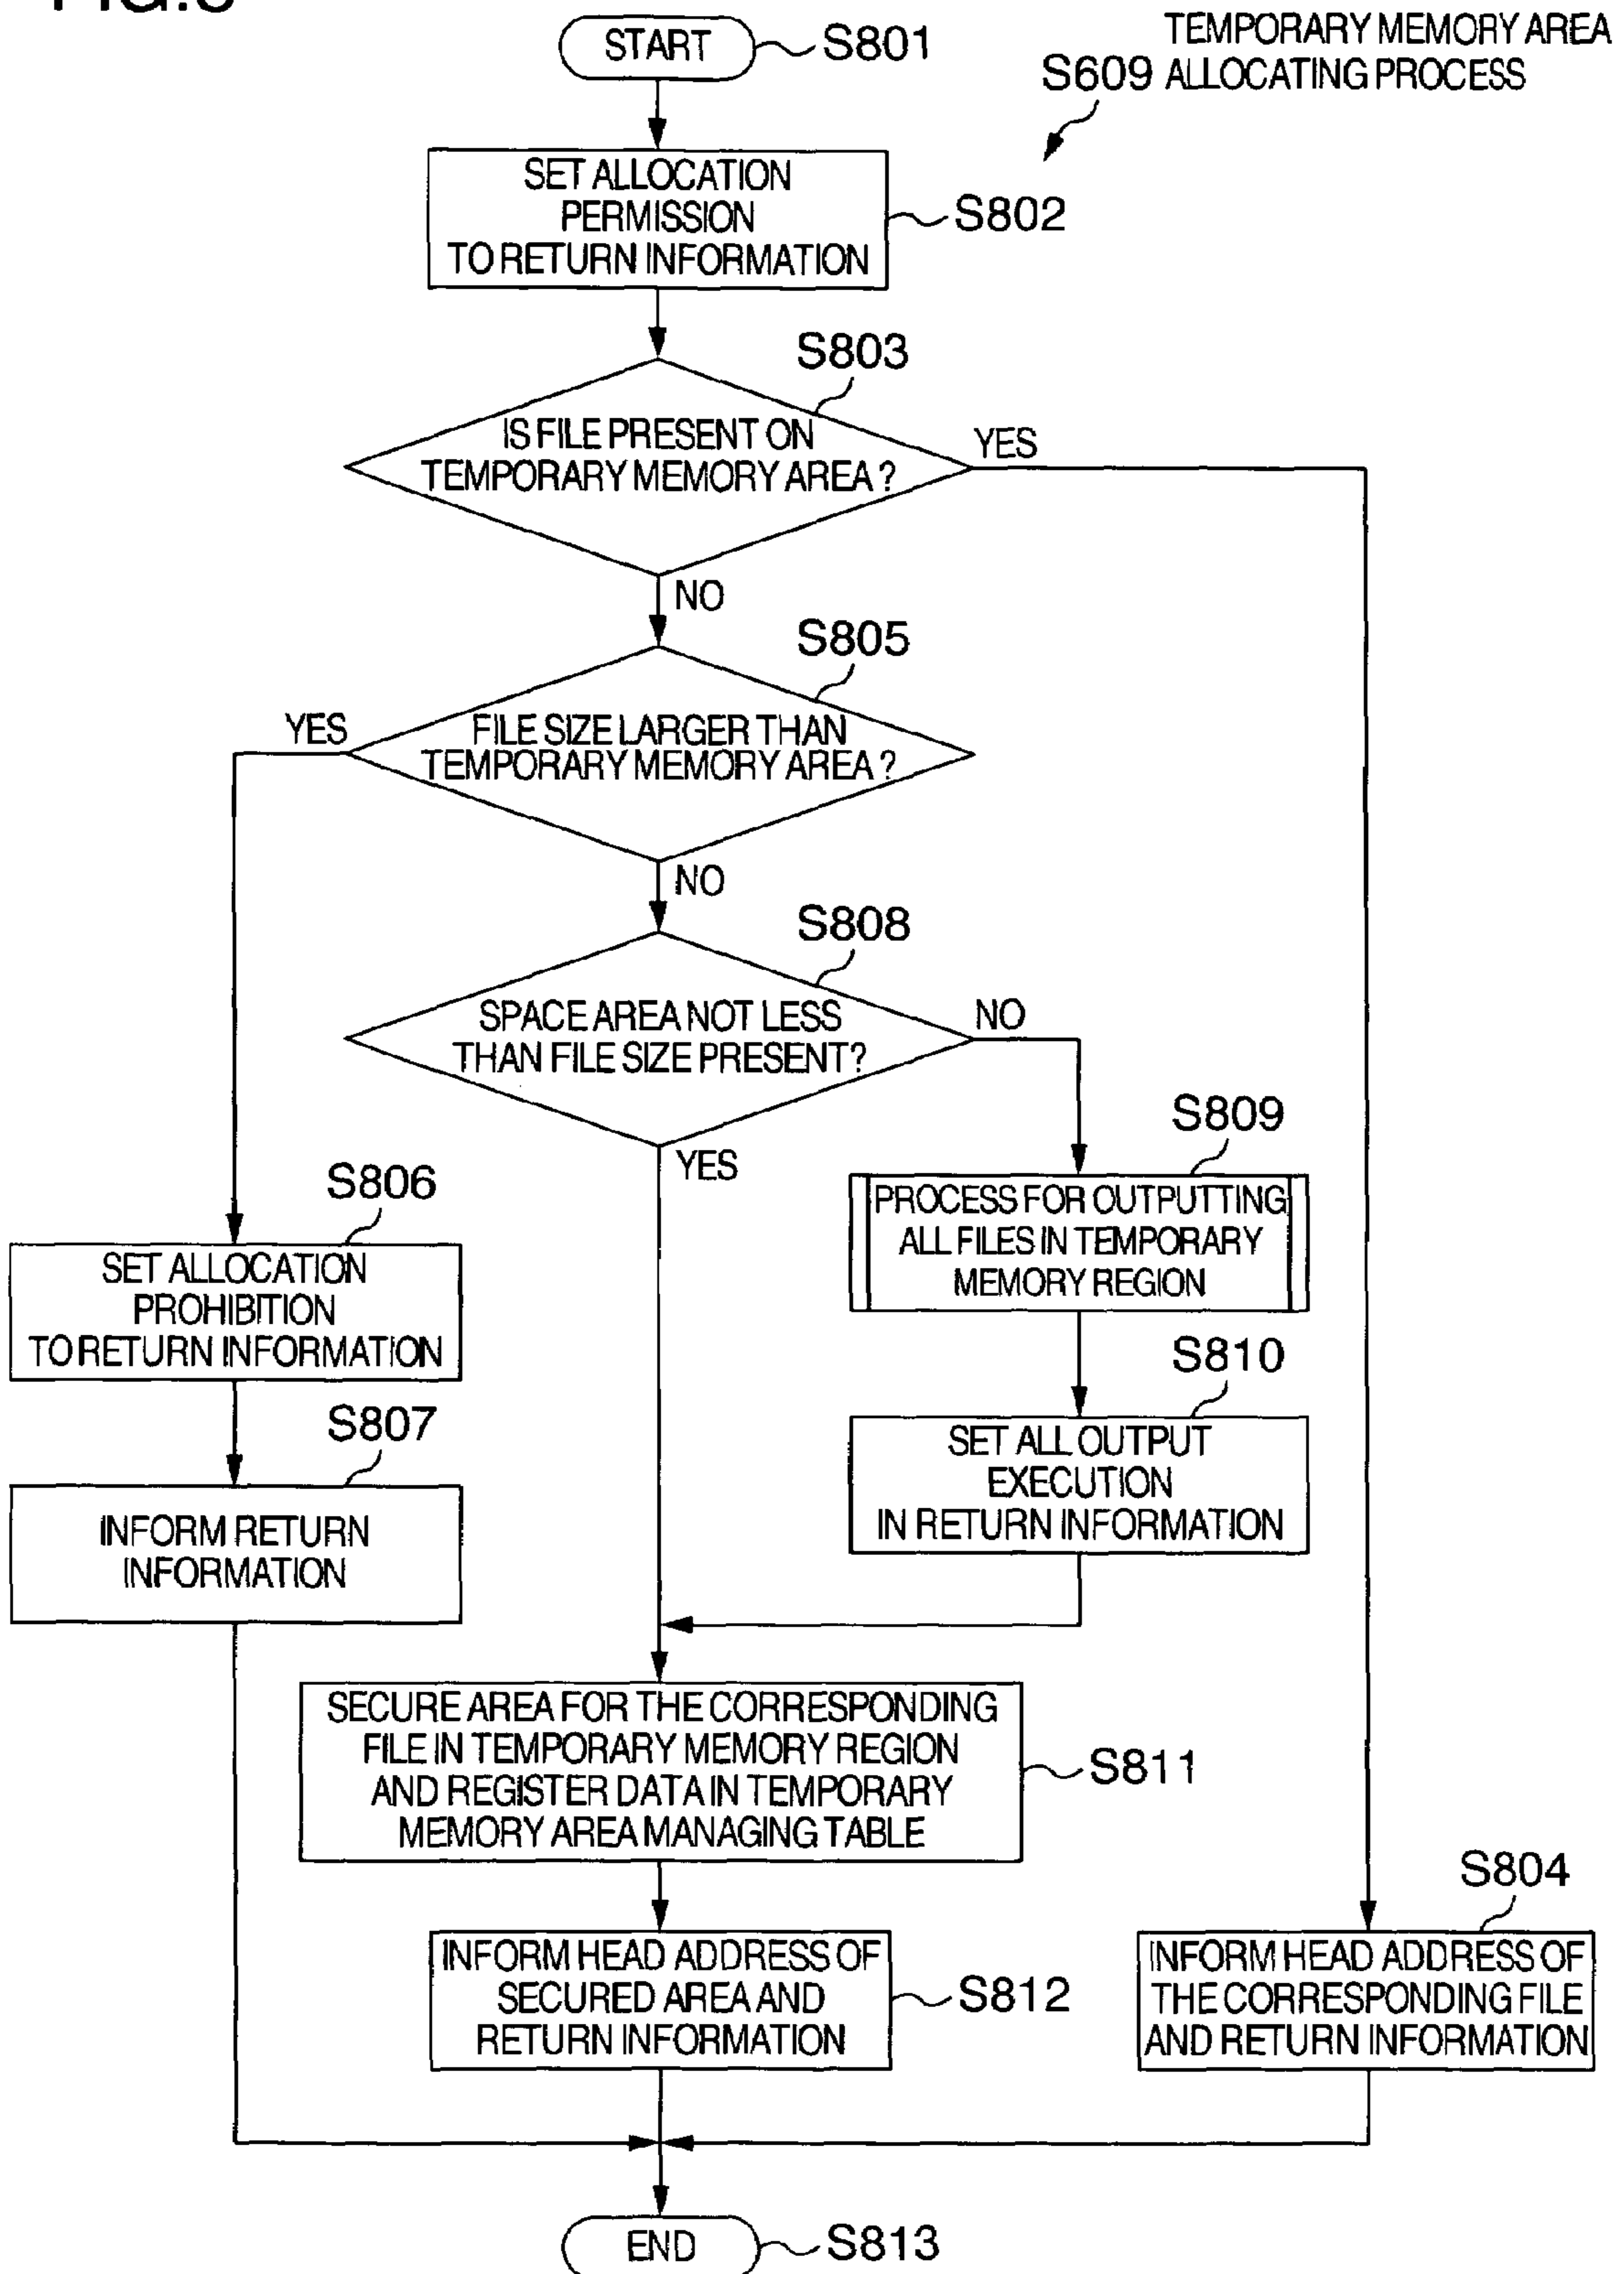 START
S801
TEMPORARY MEMORY AREA
S609 ALLOCATING PROCESS
SET ALLOCATION
PERMISSION
TO RETURN INFORMATION
S802
S803
IS FILE PRESENT ON
TEMPORARY MEMORY AREA?
YES
NO
S805
YES
FILE SIZE LARGER THAN
TEMPORARY MEMORY AREA?
NO
S808
SPACE AREA NOT LESS
THAN FILE SIZE PRESENT?
NO
YES
S809
PROCESS FOR OUTPUTTING
ALL FILES IN TEMPORARY
MEMORY REGION
S806
SET ALLOCATION
PROHIBITION
TO RETURN INFORMATION
S810
SET ALL OUTPUT
EXECUTION
IN RETURN INFORMATION
S807
INFORM RETURN
INFORMATION
SECURE AREA FOR THE CORRESPONDING
FILE IN TEMPORARY MEMORY REGION
AND REGISTER DATA IN TEMPORARY
MEMORY AREA MANAGING TABLE
S811
S804
INFORM HEAD ADDRESS OF
SECURED AREA AND
RETURN INFORMATION
S812
INFORM HEAD ADDRESS OF
THE CORRESPONDING FILE
AND RETURN INFORMATION
END
S813